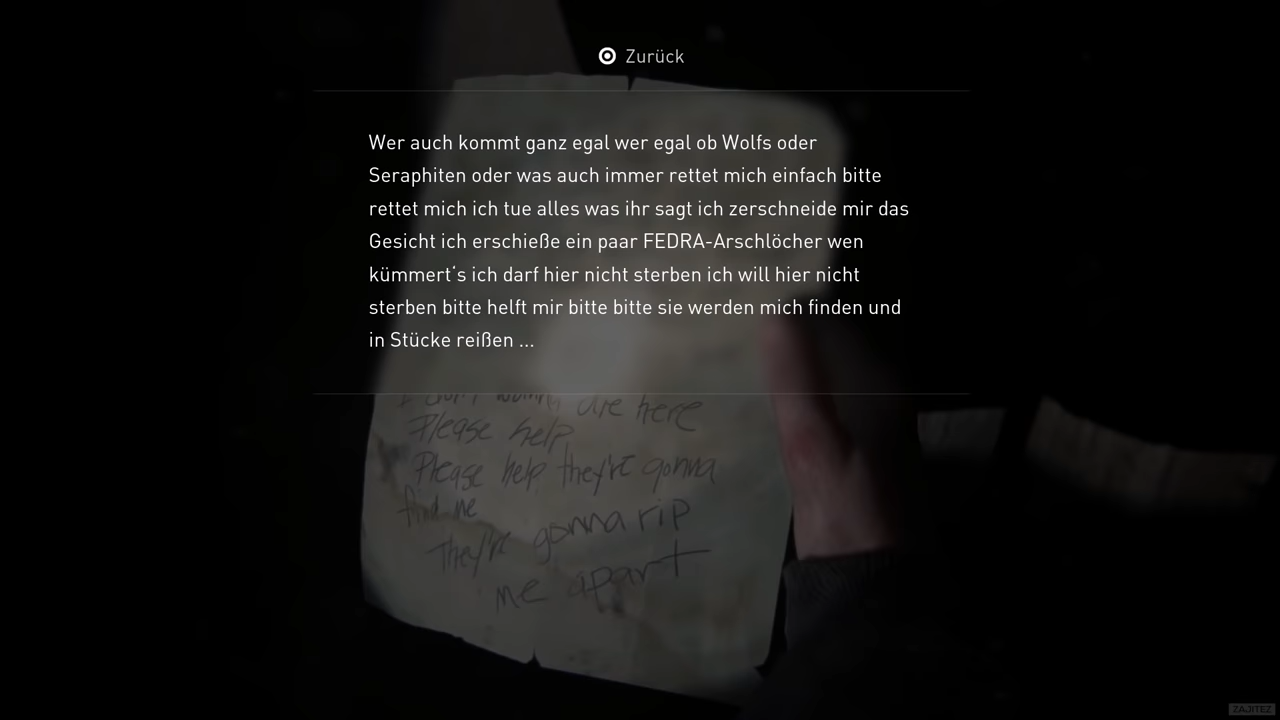 Zurück
Wer auch kommt ganz egal wer egal ob Wolfs oder
Seraphiten oder was auch immer rettet mich einfach bitte
rettet mich ich tue alles was ihr sagt ich zerschneide mir das
Gesicht ich erschieße ein paar FEDRA-Arschlöcher wen
kümmert‘s ich darf hier nicht sterben ich will hier nicht
sterben bitte helft mir bitte bitte sie werden mich finden und
in Stücke reißen ...
die here
Please help
Please help they're gonna
find me
They're gonna rip
me apart
ZAJITEZ